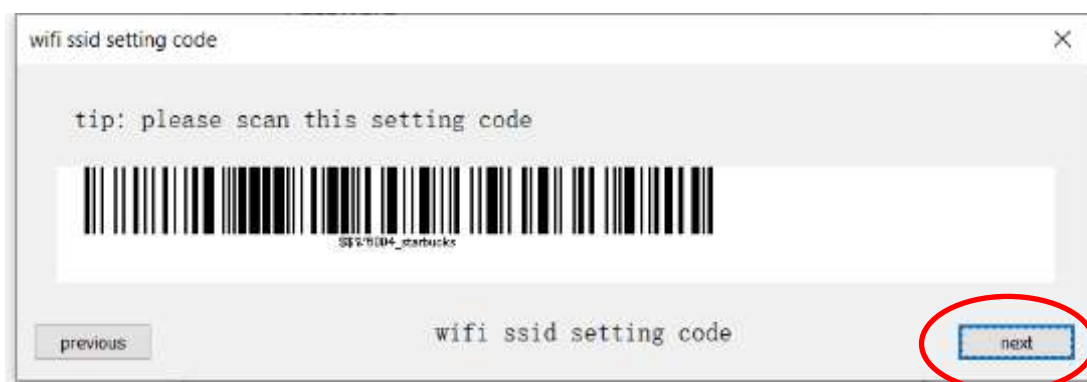 wifi ssid setting code
tip: please scan this setting code
previous
wifi ssid setting code
next